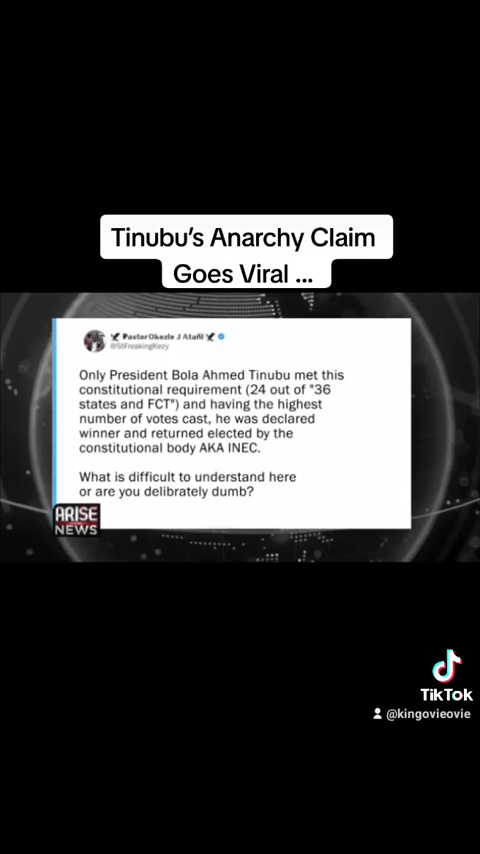 Tinubu's Anarchy Claim
Goes Viral ...
Pastor Okezie J Atañi
@StFreakingKezy
Only President Bola Ahmed Tinubu met this
constitutional requirement (24 out of "36
states and FCT") and having the highest
number of votes cast, he was declared
winner and returned elected by the
constitutional body AKA INEC.
What is difficult to understand here
or are you delibrately dumb?
ARISE
NEWS
TikTok
@kingovieovie